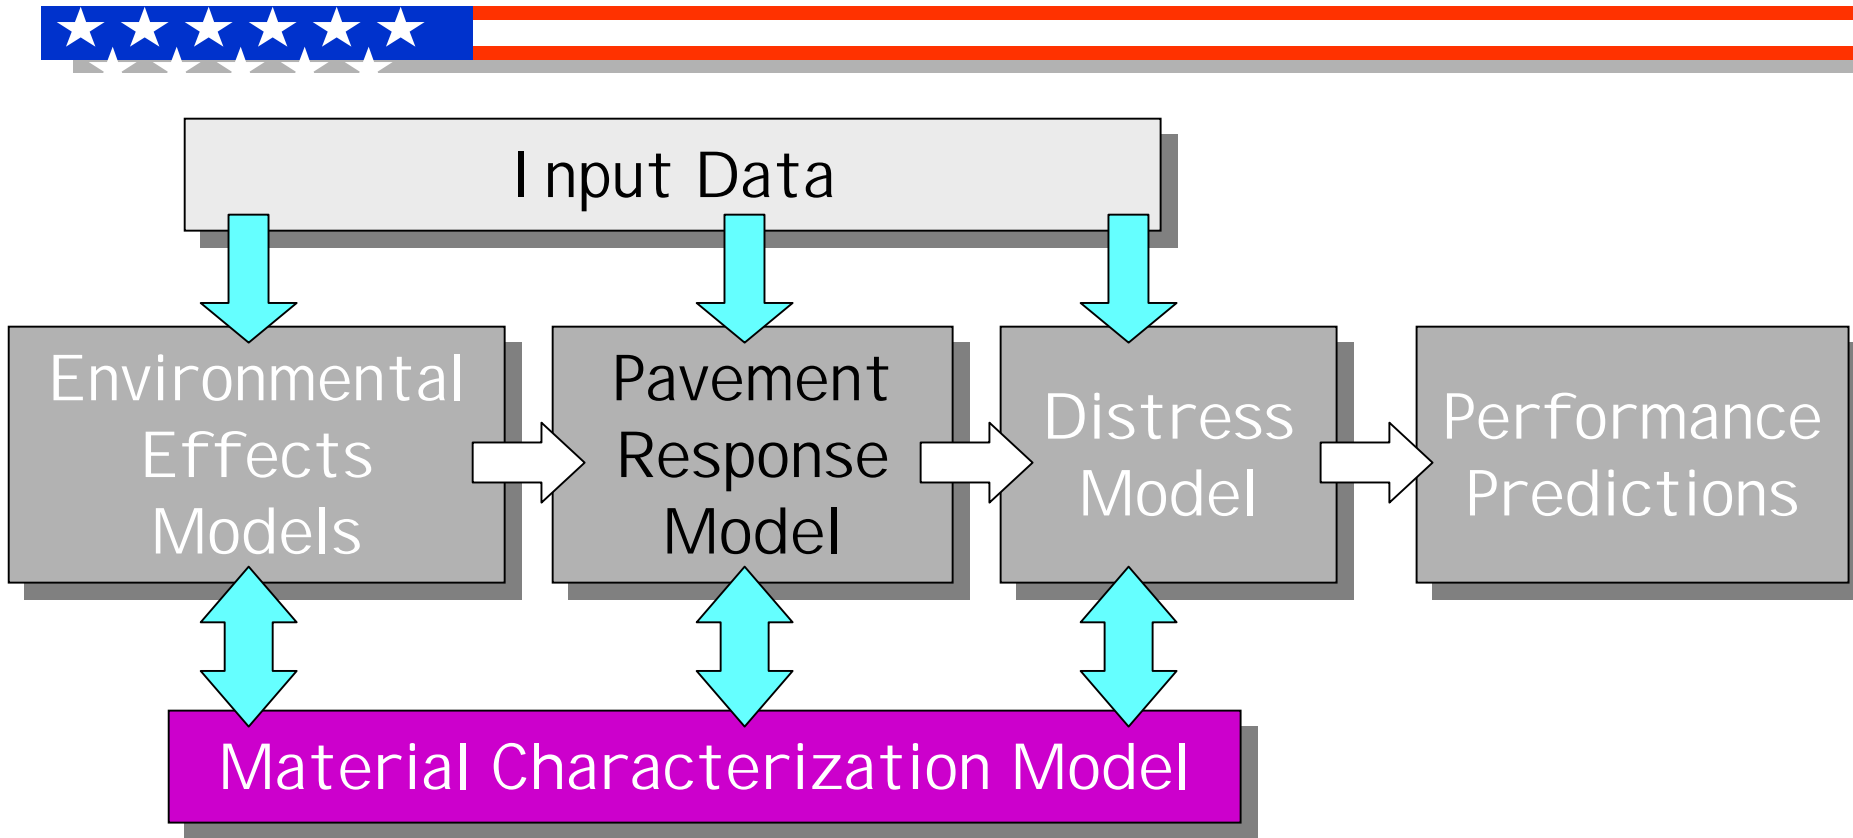 Input Data
Environmental
Effects
Models
Pavement
Response
Model
Distress
Model
Performance
Predictions
Material Characterization Model